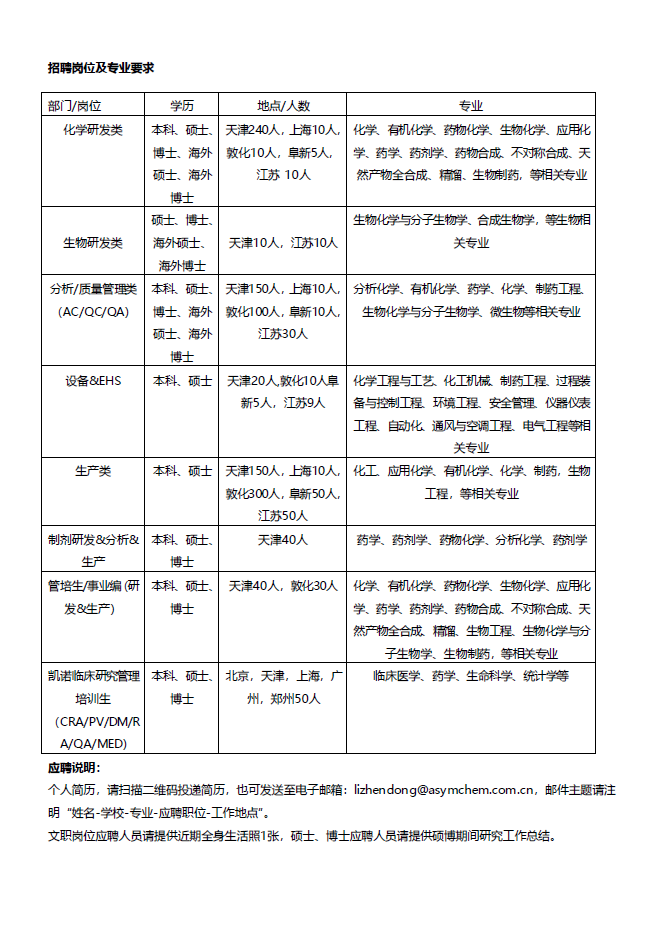 招聘岗位及专业要求
部门/岗位 学历 地点/人数 专业
化学研发类 本科、硕士、 天津240人，上海10人， 化学、有机化学、药物化学、生物化学、应用化
博士、海外 敦化10人，阜新5人， 学、药学、药剂学、药物合成、不对称合成、天
硕士、海外 江苏 10人 然产物全合成、精馏、生物制药，等相关专业
博士
硕士、博士、 生物化学与分子生物学、合成生物学，等生物相
生物研发类 海外硕士、 天津10人，江苏10人 关专业
海外博士
分析/质量管理类 本科、硕士、 天津150人，上海10人， 分析化学、有机化学、药学、化学、制药工程、
（AC/QC/QA） 博士、海外 敦化100人，阜新10人， 生物化学与分子生物学、微生物等相关专业
硕士、海外 江苏30人
博士
设备&EHS 本科、硕士 天津20人,敦化10人阜 化学工程与工艺、化工机械、制药工程、过程装
新5人，江苏9人 备与控制工程、环境工程、安全管理、仪器仪表
工程、自动化、通风与空调工程、电气工程等相
关专业
生产类 本科、硕士 天津150人，上海10人， 化工、应用化学、有机化学、化学、制药，生物
敦化300人，阜新50人， 工程，等相关专业
江苏50人
制剂研发&分析& 本科、硕士、 天津40人 药学、药剂学、药物化学、分析化学、药剂学
生产 博士
管培生/事业编（研 本科、硕士、 天津40人，敦化30人 化学、有机化学、药物化学、生物化学、应用化
发&生产） 博士 学、药学、药剂学、药物合成、不对称合成、天
然产物全合成、精馏、生物工程、生物化学与分
子生物学、生物制药，等相关专业
凯诺临床研究管理 本科、硕士、 北京，天津，上海，广 临床医学、药学、生命科学、统计学等
培训生 博士 州，郑州50人
（CRA/PV/DM/R
A/QA/MED）
应聘说明：
个人简历，请扫描二维码投递简历，也可发送至电子邮箱：lizhendong@asymchem.com.cn，邮件主题请注
明“姓名-学校-专业-应聘职位-工作地点”。
文职岗位应聘人员请提供近期全身生活照1张，硕士、博士应聘人员请提供硕博期间研究工作总结。